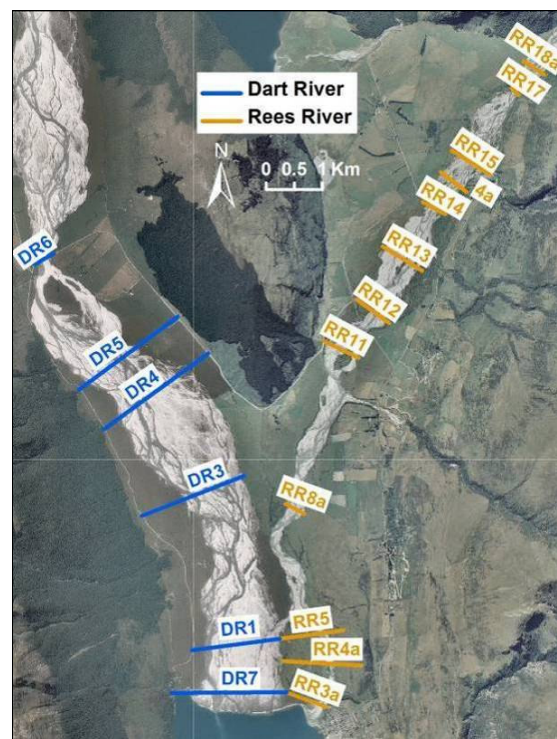 Dart River
Rees River
N
0 0.5 1 Km
RR18a
RR17
RR15
4a
RR14
RR13
RR12
RR11
DR6
DR5
DR4
DR3
RR8a
DR1
RR5
RR4a
DR7
RR3a